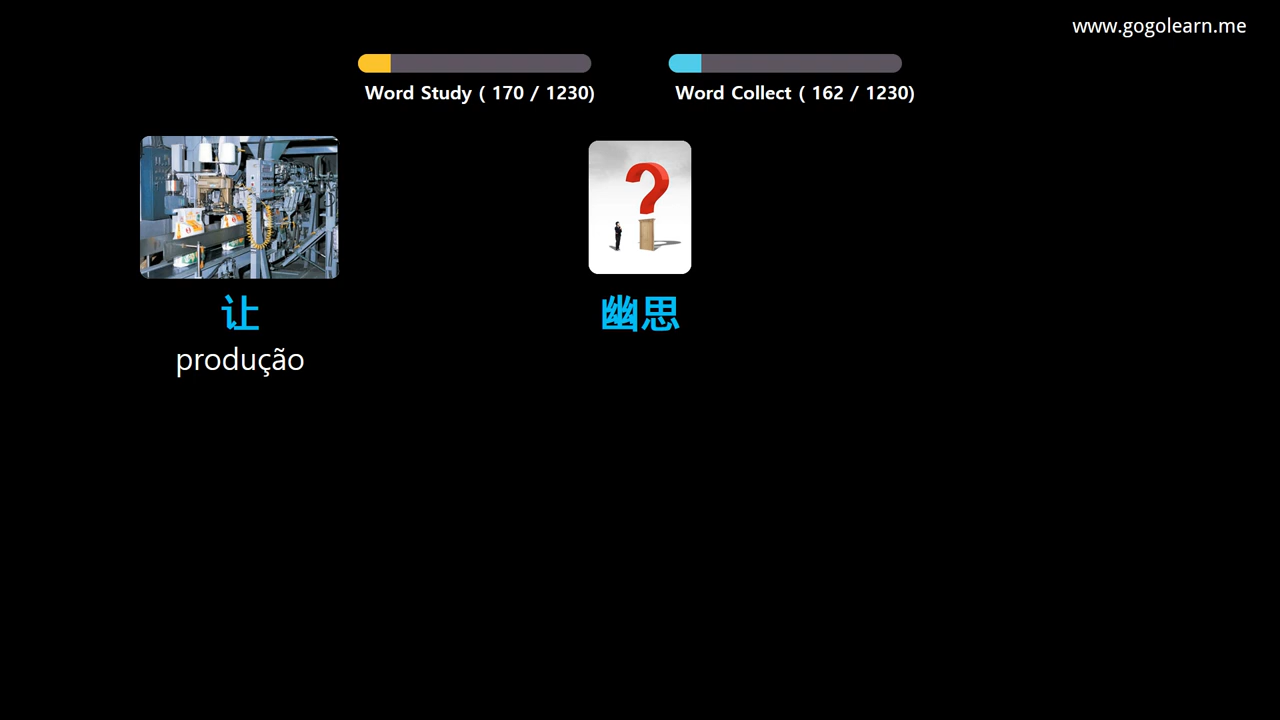 www.gogolearn.me
Word Study ( 170 / 1230)
Word Collect ( 162 / 1230)
让
produção
幽思